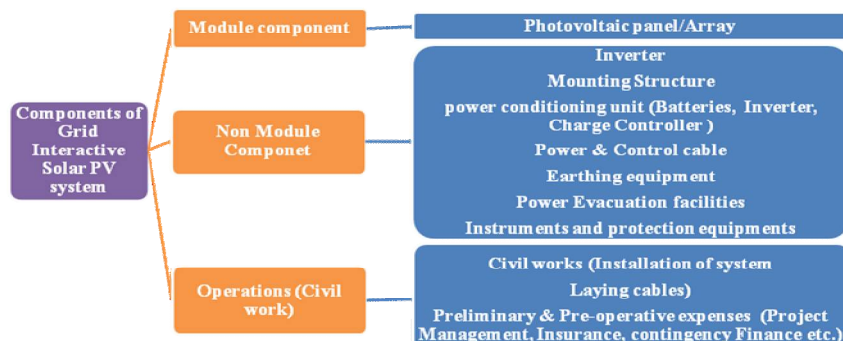 Components of
Grid
Interactive
Solar PV
system
Module component
Photovoltaic panel/Array
Non Module
Componet
Inverter
Mounting Structure
power conditioning unit (Batteries, Inverter,
Charge Controller )
Power & Control cable
Earthing equipment
Power Evacuation facilities
Instruments and protection equipments
Operations (Civil
work)
Civil works (Installation of system
Laying cables)
Preliminary & Pre-operative expenses (Project
Management, Insurance, contingency Finance etc.)